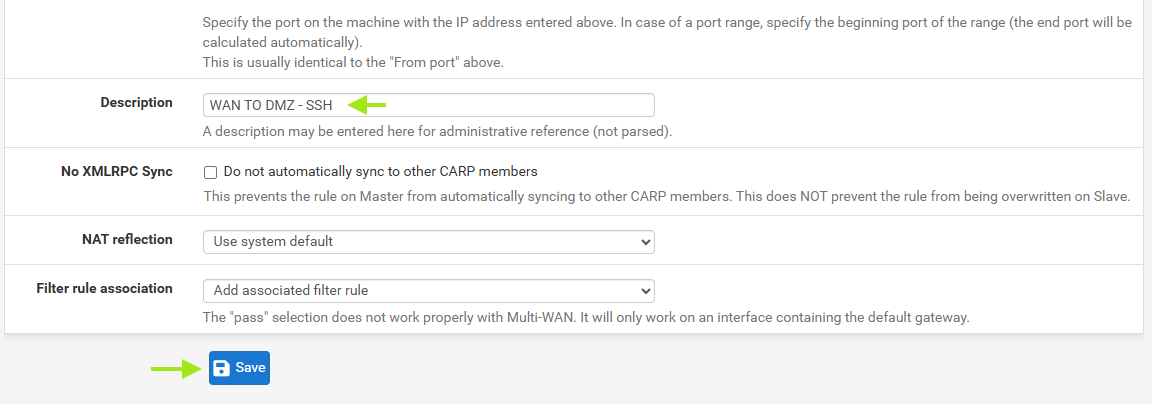 Specify the port on the machine with the IP address entered above. In case of a port range, specify the beginning port of the range (the end port will be
calculated automatically).
This is usually identical to the "From port" above.
Description
WAN TO DMZ - SSH
A description may be entered here for administrative reference (not parsed).
No XMLRPC Sync
Do not automatically sync to other CARP members
This prevents the rule on Master from automatically syncing to other CARP members. This does NOT prevent the rule from being overwritten on Slave.
NAT reflection
Use system default
Filter rule association
Add associated filter rule
The "pass" selection does not work properly with Multi-WAN. It will only work on an interface containing the default gateway.
Save